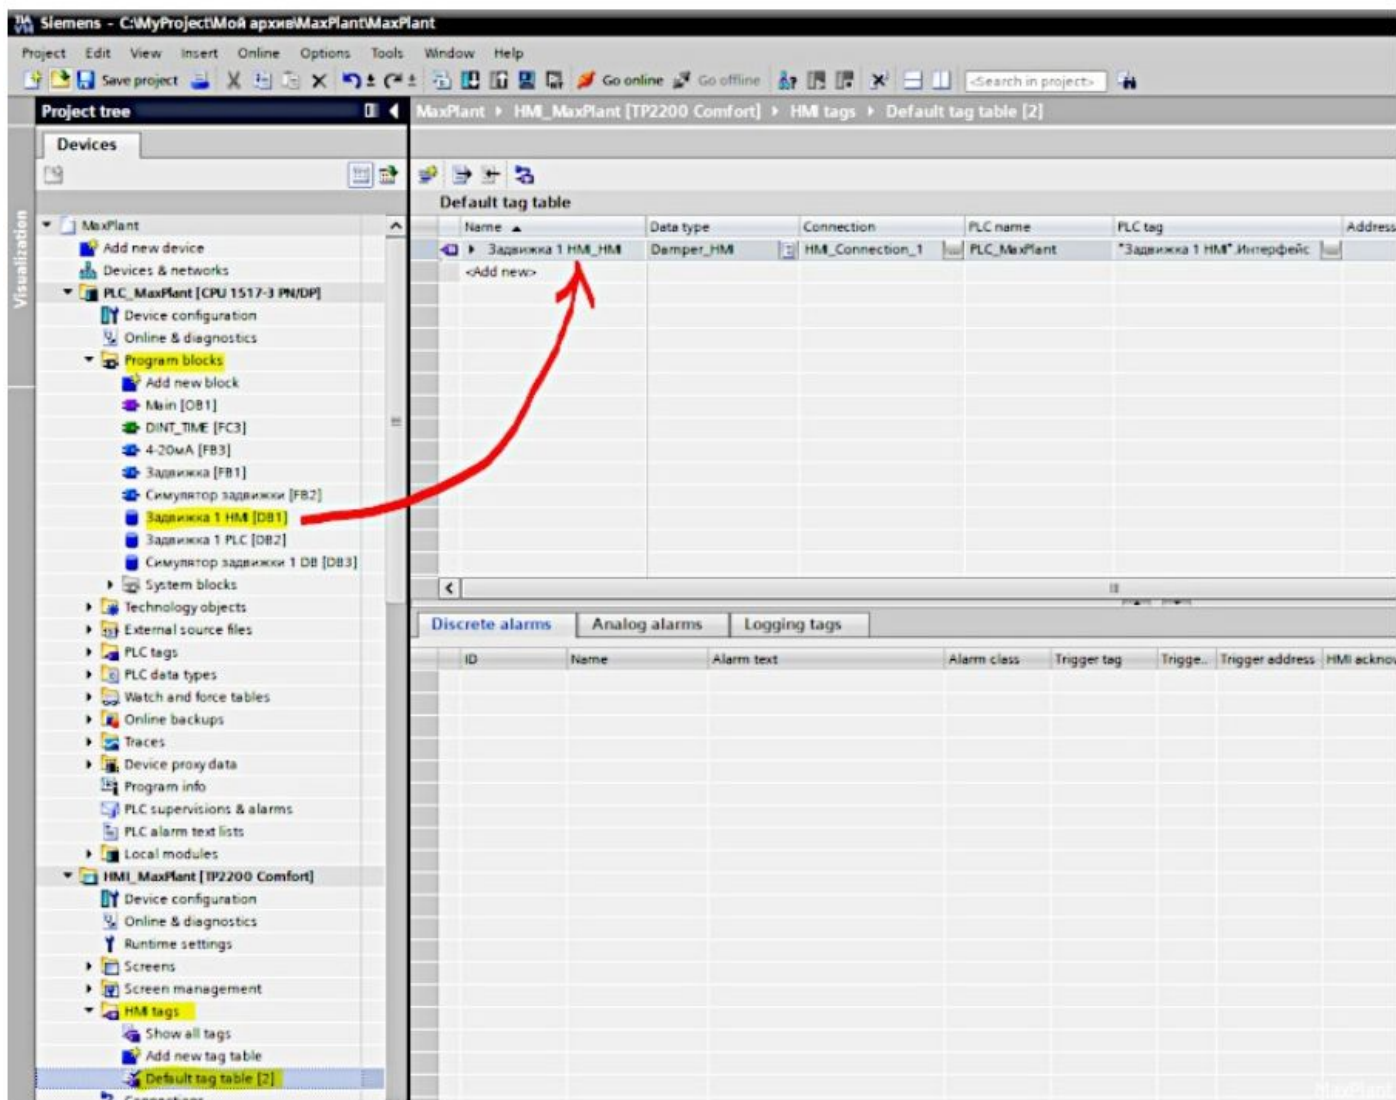 Siemens - C:\MyProject\Мой архив\MaxPlant\MaxPlant
Project Edit View Insert Online Options Tools Window Help
Save project Go online Go offline <Search in project>
Project tree
MaxPlant HMI_MaxPlant [TP2200 Comfort] HMI tags Default tag table [2]
Devices
Visualization
Default tag table
Name Data type Connection PLC name PLC tag Address
Задвижка 1 HMI_HMI Damper_HMI HMI_Connection_1 PLC_MaxPlant "Задвижка 1 HMI".Интерфейс
<Add new>
MaxPlant
Add new device
Devices & networks
PLC_MaxPlant [CPU 1517-3 PN/DP]
Device configuration
Online & diagnostics
Program blocks
Add new block
Main [OB1]
DINT_TIME [FC3]
4-20мА [FB3]
Задвижка [FB1]
Симулятор задвижки [FB2]
Задвижка 1 HMI [DB1]
Задвижка 1 PLC [DB2]
Симулятор задвижки 1 DB [DB3]
System blocks
Technology objects
External source files
PLC tags
PLC data types
Watch and force tables
Online backups
Traces
Device proxy data
Program info
PLC supervisions & alarms
PLC alarm text lists
Local modules
HMI_MaxPlant [TP2200 Comfort]
Device configuration
Online & diagnostics
Runtime settings
Screens
Screen management
HMI tags
Show all tags
Add new tag table
Default tag table [2]
Connections
Discrete alarms Analog alarms Logging tags
ID Name Alarm text Alarm class Trigger tag Trigge.. Trigger address HMI acknov
MaxPlant